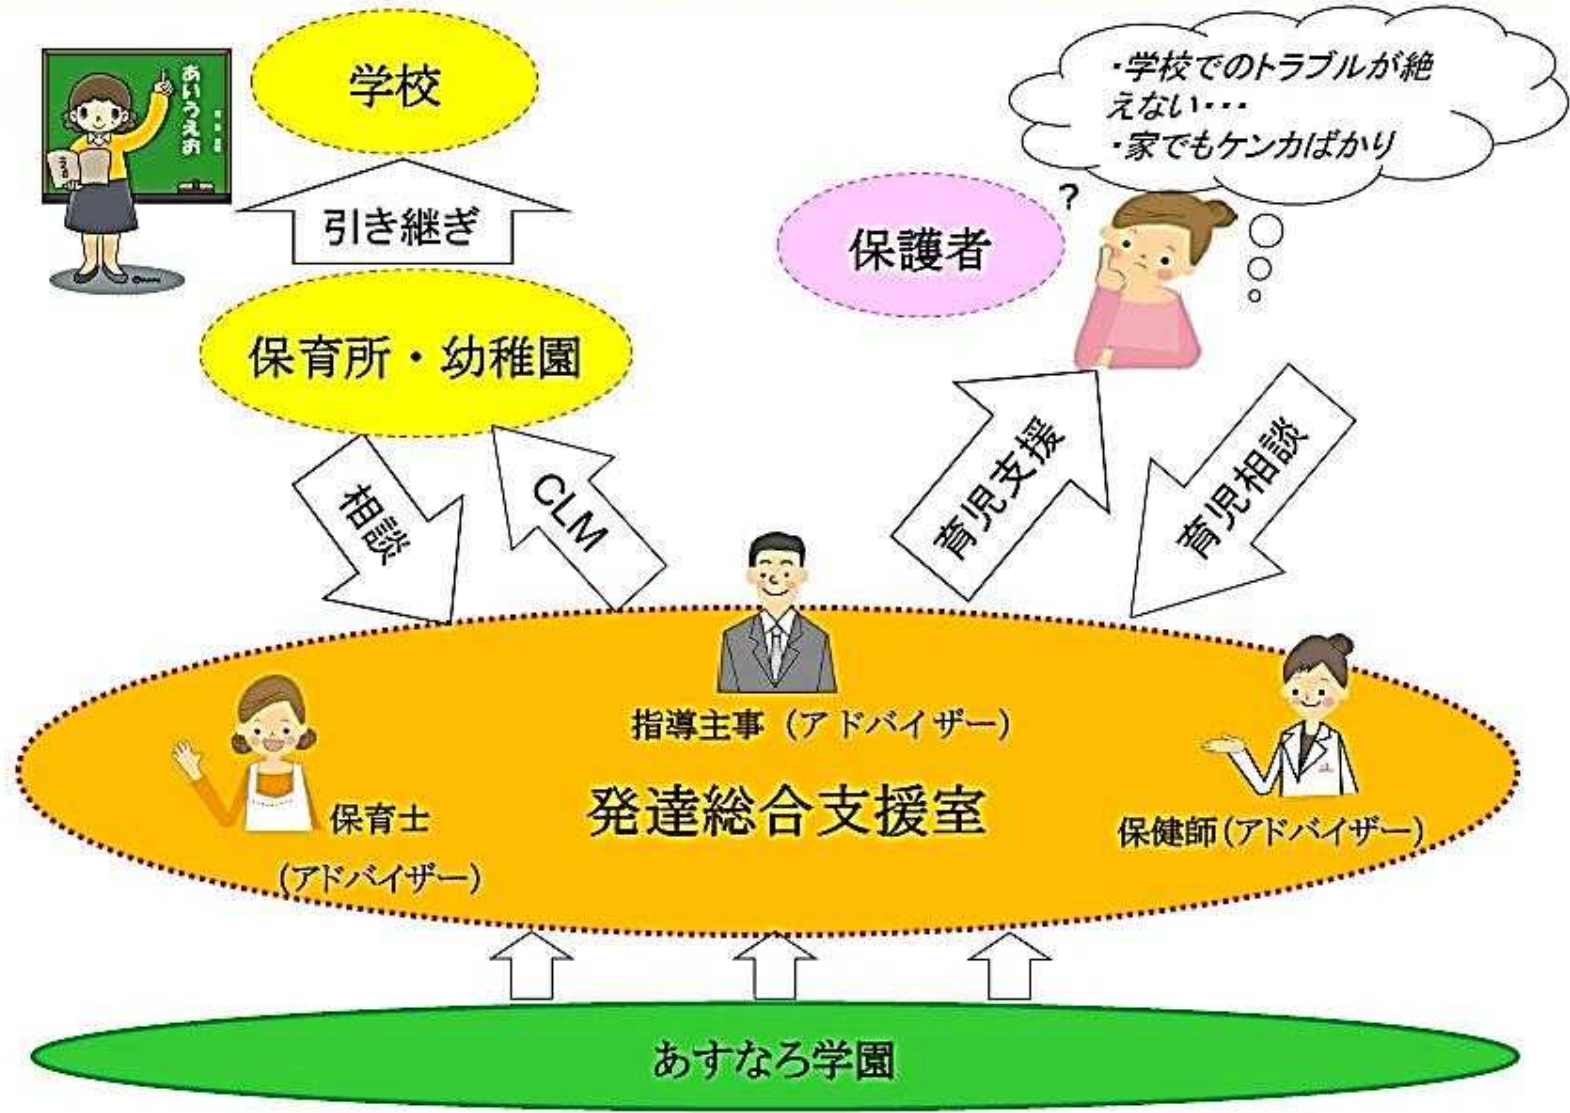 学校
あいうえお
・学校でのトラブルが絶
えない・・・
・家でもケンカばかり
引き継ぎ
?
保護者
保育所・幼稚園
相談
CLM
育児支援
育児相談
指導主事（アドバイザー）
発達総合支援室
保育士
（アドバイザー）
保健師（アドバイザー）
あすなろ学園